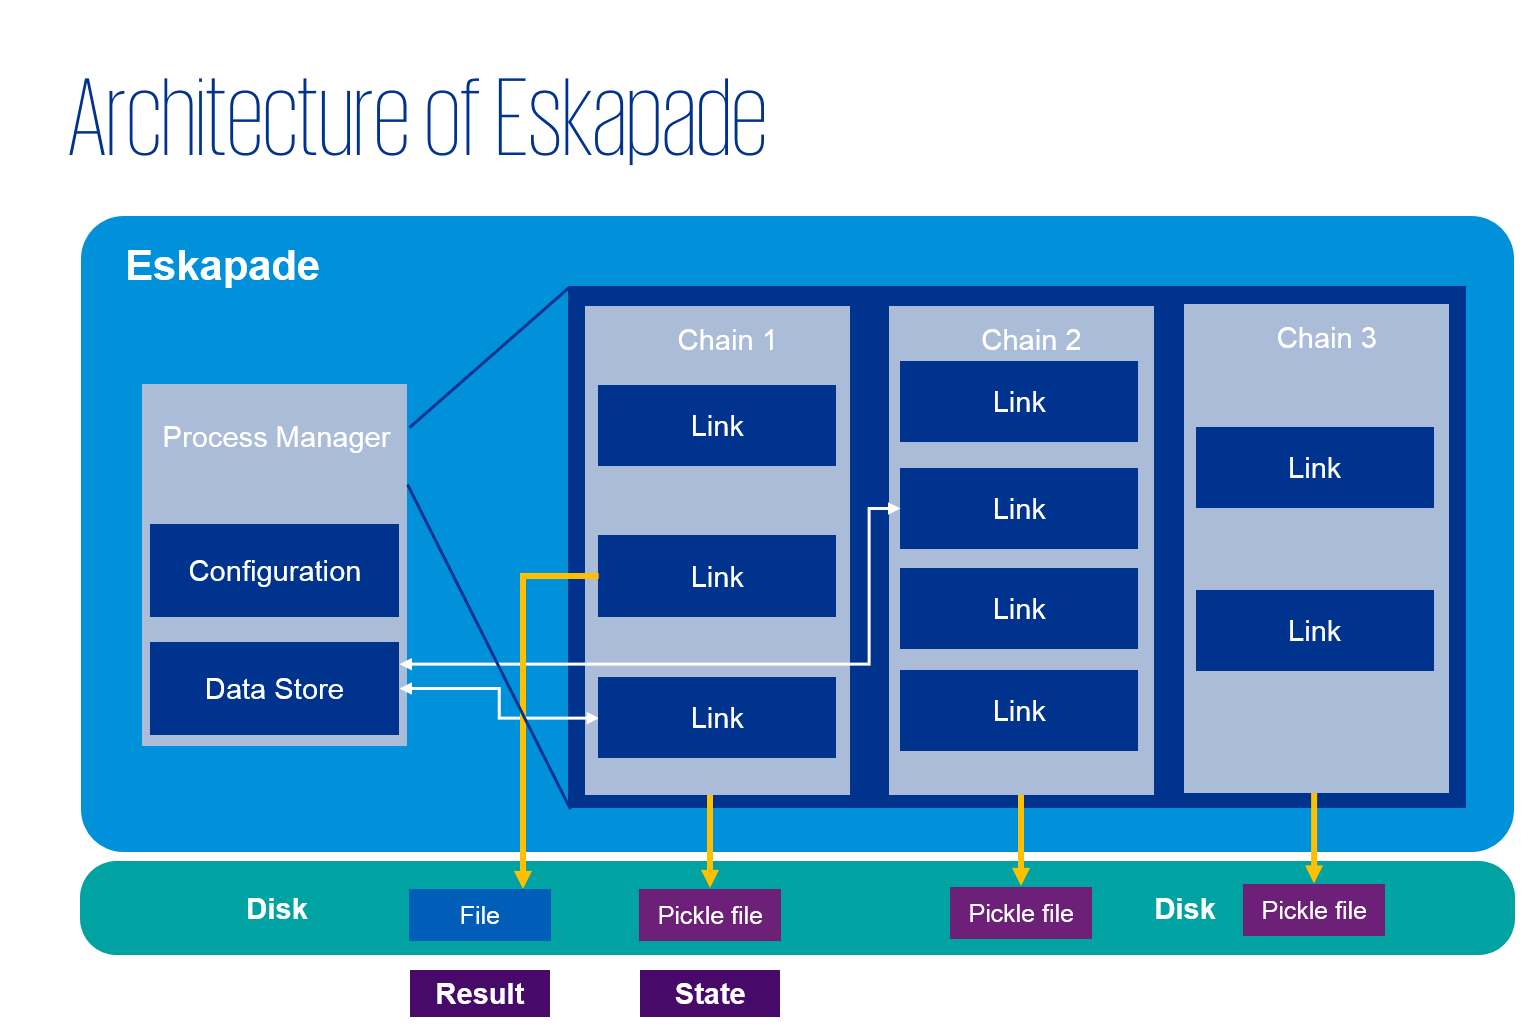 Architecture of Eskapade
Eskapade
Process Manager
Configuration
Data Store
Chain 1
Link
Link
Link
Chain 2
Link
Link
Link
Link
Chain 3
Link
Link
Disk
File
Pickle file
Pickle file
Disk
Pickle file
Result
State